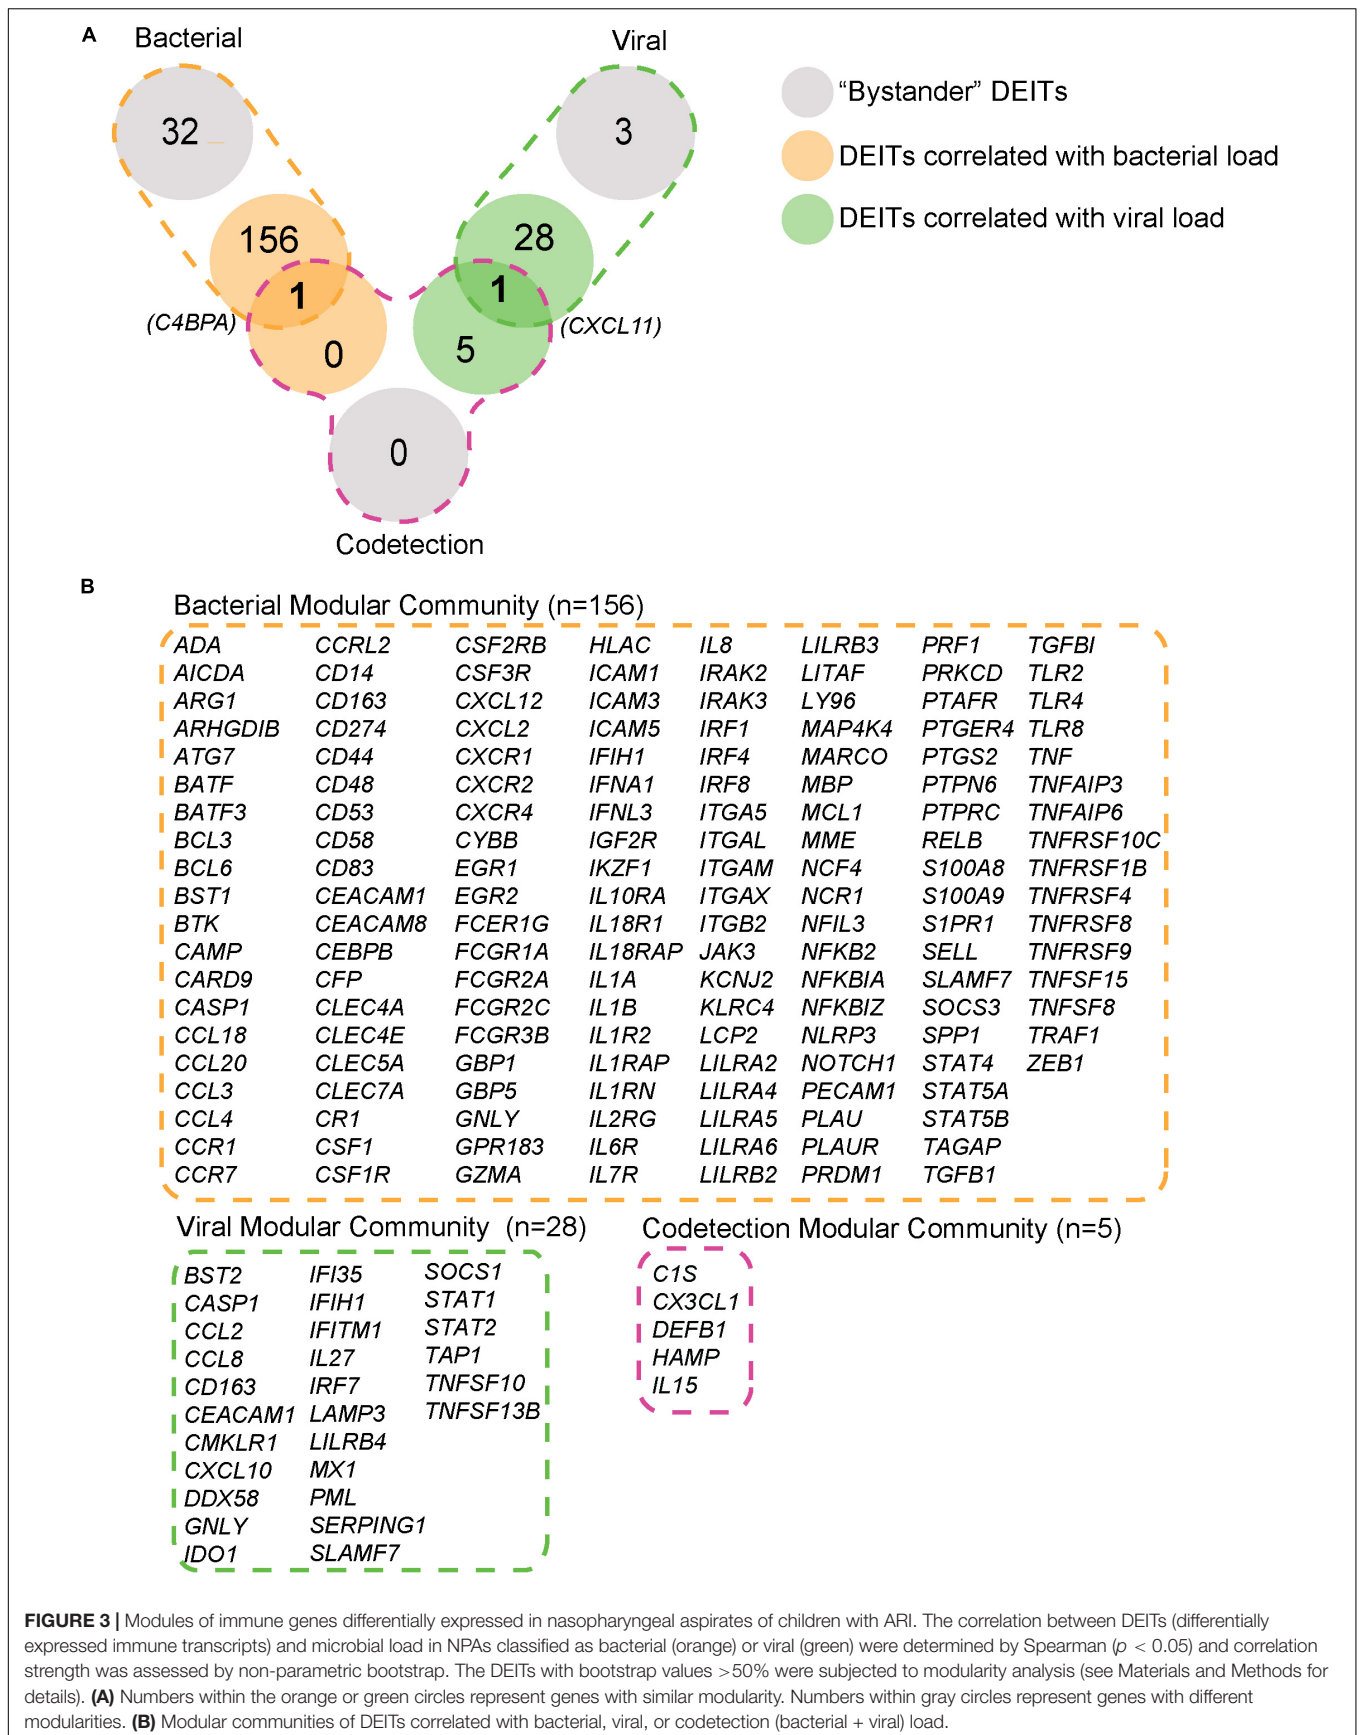 A
Bacterial
Viral
32
3
"Bystander" DEITs
DEITs correlated with bacterial load
DEITs correlated with viral load
156
28
1
1
(C4BPA)
(CXCL11)
0
5
0
Codetection
B
Bacterial Modular Community (n=156)
ADA CCRL2 CSF2RB HLAC IL8 LILRB3 PRF1 TGFBI
AICDA CD14 CSF3R ICAM1 IRAK2 LITAF PRKCD TLR2
ARG1 CD163 CXCL12 ICAM3 IRAK3 LY96 PTAFR TLR4
ARHGDIB CD274 CXCL2 ICAM5 IRF1 MAP4K4 PTGER4 TLR8
ATG7 CD44 CXCR1 IFIH1 IRF4 MARCO PTGS2 TNF
BATF CD48 CXCR2 IFNA1 IRF8 MBP PTPN6 TNFAIP3
BATF3 CD53 CXCR4 IFNL3 ITGA5 MCL1 PTPRC TNFAIP6
BCL3 CD58 CYBB IGF2R ITGAL MME RELB TNFRSF10C
BCL6 CD83 EGR1 IKZF1 ITGAM NCF4 S100A8 TNFRSF1B
BST1 CEACAM1 EGR2 IL10RA ITGAX NCR1 S100A9 TNFRSF4
BTK CEACAM8 FCER1G IL18R1 ITGB2 NFIL3 S1PR1 TNFRSF8
CAMP CEBPB FCGR1A IL18RAP JAK3 NFKB2 SELL TNFRSF9
CARD9 CFP FCGR2A IL1A KCNJ2 NFKBIA SLAMF7 TNFSF15
CASP1 CLEC4A FCGR2C IL1B KLRC4 NFKBIZ SOCS3 TNFSF8
CCL18 CLEC4E FCGR3B IL1R2 LCP2 NLRP3 SPP1 TRAF1
CCL20 CLEC5A GBP1 IL1RAP LILRA2 NOTCH1 STAT4 ZEB1
CCL3 CLEC7A GBP5 IL1RN LILRA4 PECAM1 STAT5A
CCL4 CR1 GNLY IL2RG LILRA5 PLAU STAT5B
CCR1 CSF1 GPR183 IL6R LILRA6 PLAUR TAGAP
CCR7 CSF1R GZMA IL7R LILRB2 PRDM1 TGFB1
Viral Modular Community (n=28)
BST2 IFI35 SOCS1
CASP1 IFIH1 STAT1
CCL2 IFITM1 STAT2
CCL8 IL27 TAP1
CD163 IRF7 TNFSF10
CEACAM1 LAMP3 TNFSF13B
CMKLR1 LILRB4
CXCL10 MX1
DDX58 PML
GNLY SERPING1
IDO1 SLAMF7
Codetection Modular Community (n=5)
C1S
CX3CL1
DEFB1
HAMP
IL15
FIGURE 3 | Modules of immune genes differentially expressed in nasopharyngeal aspirates of children with ARI. The correlation between DEITs (differentially
expressed immune transcripts) and microbial load in NPAs classified as bacterial (orange) or viral (green) were determined by Spearman (p < 0.05) and correlation
strength was assessed by non-parametric bootstrap. The DEITs with bootstrap values >50% were subjected to modularity analysis (see Materials and Methods for
details). (A) Numbers within the orange or green circles represent genes with similar modularity. Numbers within gray circles represent genes with different
modularities. (B) Modular communities of DEITs correlated with bacterial, viral, or codetection (bacterial + viral) load.